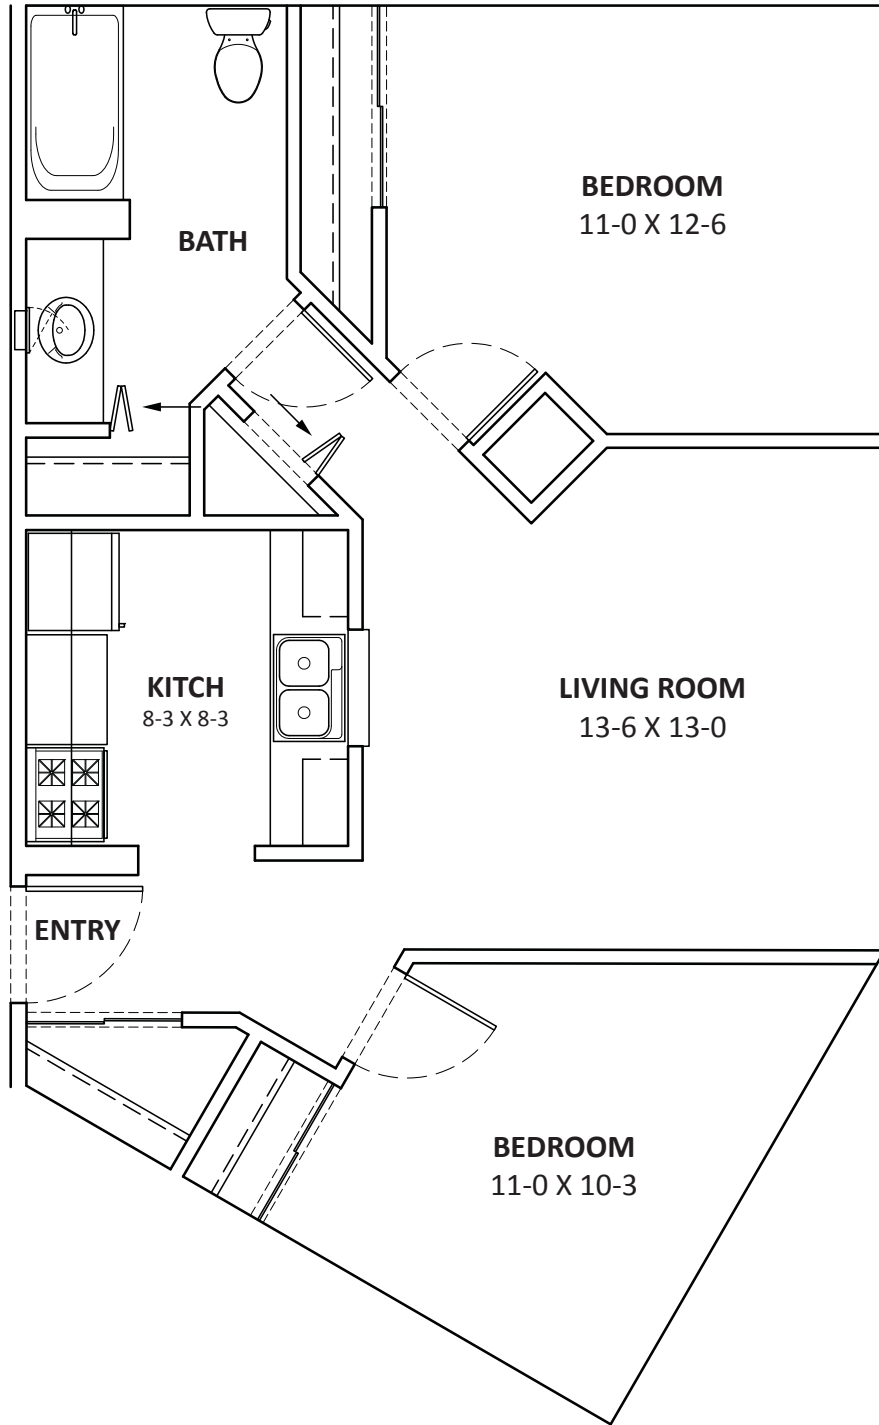 BEDROOM
11-0 X 12-6
BATH
KITCH
8-3 X 8-3
LIVING ROOM
13-6 X 13-0
ENTRY
BEDROOM
11-0 X 10-3